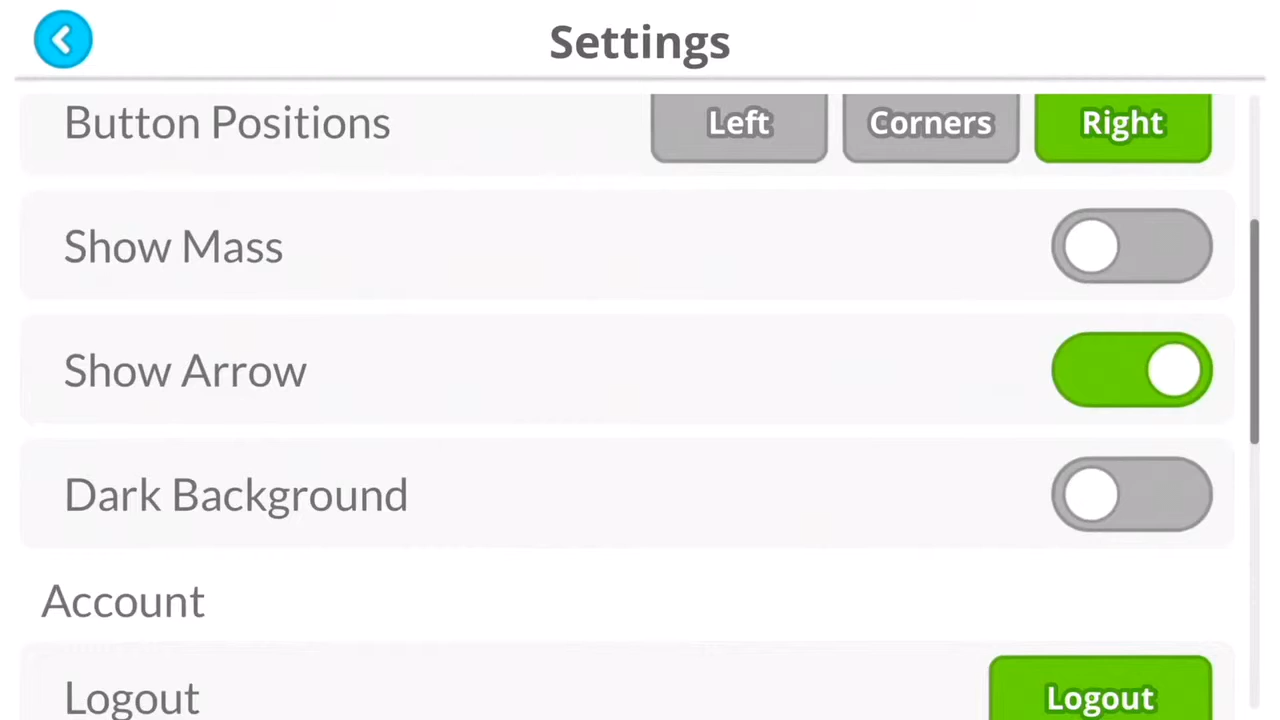 Settings
Button Positions Left Corners Right
Show Mass
Show Arrow
Dark Background
Account
Logout Logout